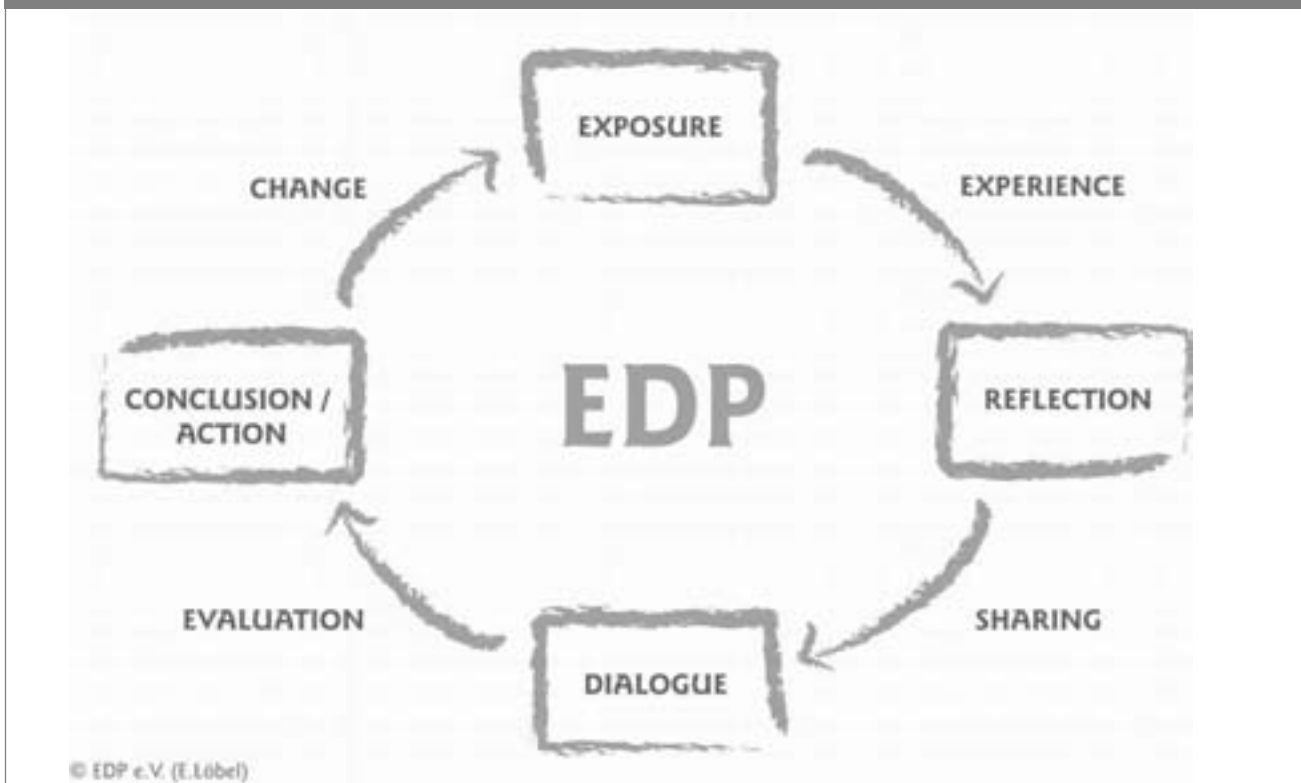 EXPOSURE
EXPERIENCE
REFLECTION
SHARING
DIALOGUE
EVALUATION
CONCLUSION /
ACTION
CHANGE
EDP
© EDP e.V. (E.Löbel)